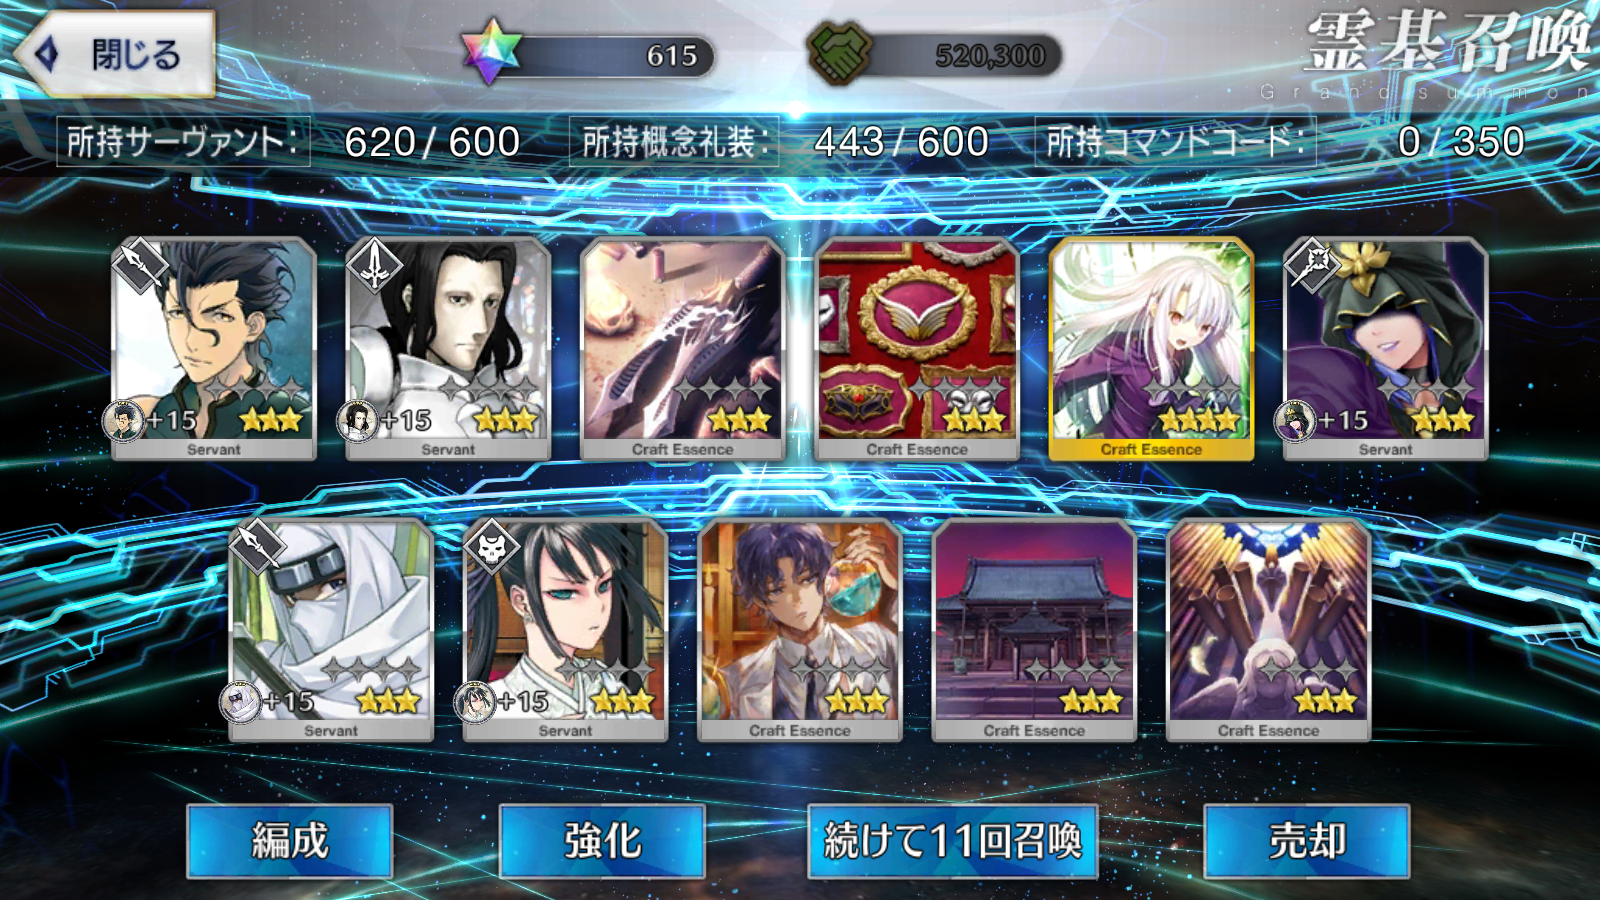 閉じる
615
520,300
霊基召喚
Grand summon
所持サーヴァント: 620 / 600
所持概念礼装: 443 / 600
所持コマンドコード: 0 / 350
+15
+15
+15
Servant
Servant
Craft Essence
Craft Essence
Craft Essence
Servant
+15
+15
Servant
Servant
Craft Essence
Craft Essence
Craft Essence
編成
強化
続けて11回召喚
売却